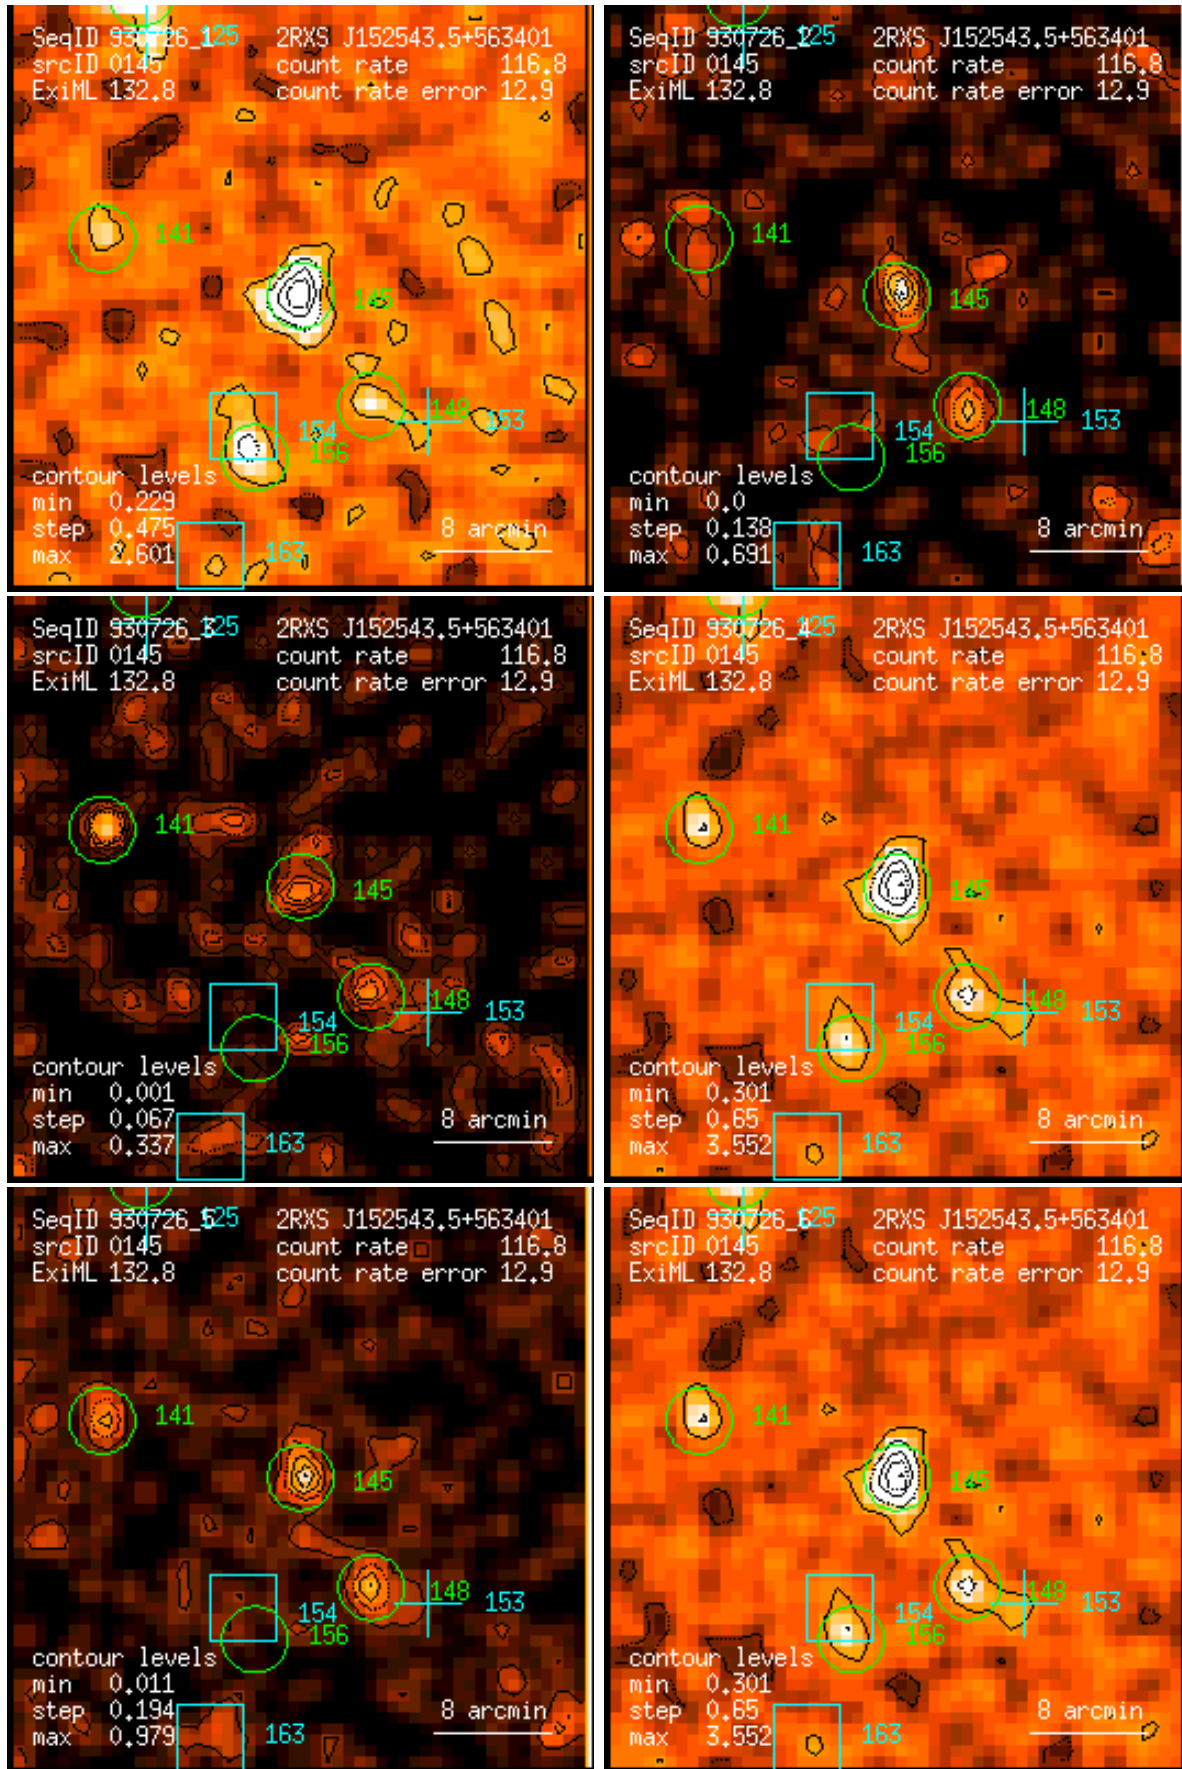 SeqID 930726_1 125 2RXS J152543.5+563401
srcID 0145 count rate 116.8
ExiML 132.8 count rate error 12.9
141
145
148 153
154
156
contour levels
min 0.229
step 0.475 8 arcmin
max 2.601 163
SeqID 930726_2 125 2RXS J152543.5+563401
srcID 0145 count rate 116.8
ExiML 132.8 count rate error 12.9
141
145
148 153
154
156
contour levels
min 0.0
step 0.138 8 arcmin
max 0.691 163
SeqID 930726_3 125 2RXS J152543.5+563401
srcID 0145 count rate 116.8
ExiML 132.8 count rate error 12.9
141
145
148 153
154
156
contour levels
min 0.001
step 0.067 8 arcmin
max 0.337 163
SeqID 930726_4 125 2RXS J152543.5+563401
srcID 0145 count rate 116.8
ExiML 132.8 count rate error 12.9
141
145
148 153
154
156
contour levels
min 0.301
step 0.65 8 arcmin
max 3.552 163
SeqID 930726_5 125 2RXS J152543.5+563401
srcID 0145 count rate 116.8
ExiML 132.8 count rate error 12.9
141
145
148 153
154
156
contour levels
min 0.011
step 0.194 8 arcmin
max 0.979 163
SeqID 930726_6 125 2RXS J152543.5+563401
srcID 0145 count rate 116.8
ExiML 132.8 count rate error 12.9
141
145
148 153
154
156
contour levels
min 0.301
step 0.65 8 arcmin
max 3.552 163